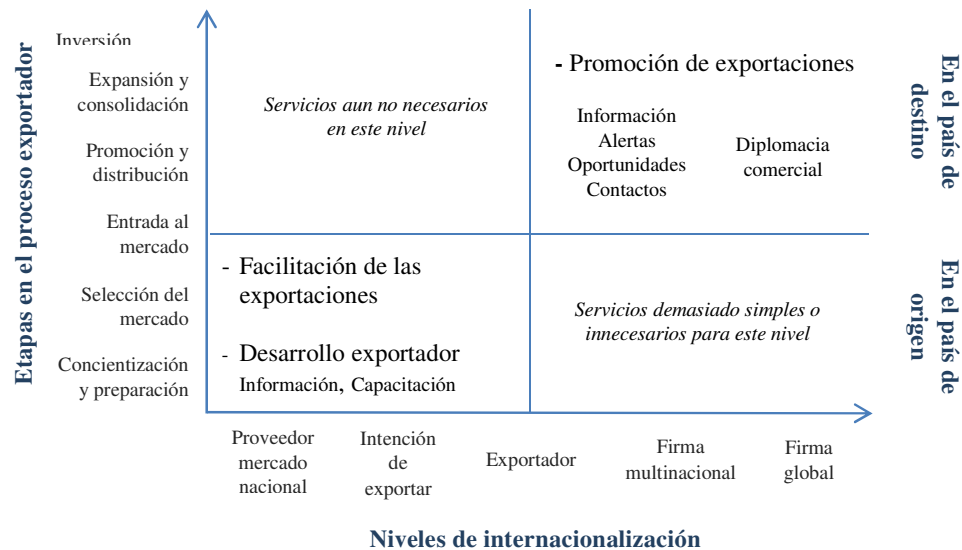 Etapas en el proceso exportador
Inversión
Expansión y
consolidación
Promoción y
distribución
Entrada al
mercado
Selección del
mercado
Concientización
y preparación
Servicios aun no necesarios
en este nivel
- Promoción de exportaciones
Información
Alertas
Oportunidades
Contactos
Diplomacia
comercial
- Facilitación de las
exportaciones
- Desarrollo exportador
Información, Capacitación
Servicios demasiado simples o
innecesarios para este nivel
En el país de
destino
En el país de
origen
Proveedor
mercado
nacional
Intención
de
exportar
Exportador
Firma
multinacional
Firma
global
Niveles de internacionalización